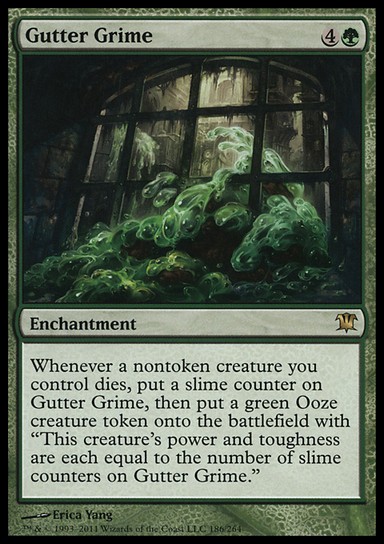 Gutter Grime 4
Enchantment
Whenever a nontoken creature you
control dies, put a slime counter on
Gutter Grime, then put a green Ooze
creature token onto the battlefield with
“This creature’s power and toughness
are each equal to the number of slime
counters on Gutter Grime.”
Erica Yang
™ & © 1993–2011 Wizards of the Coast LLC 186/264